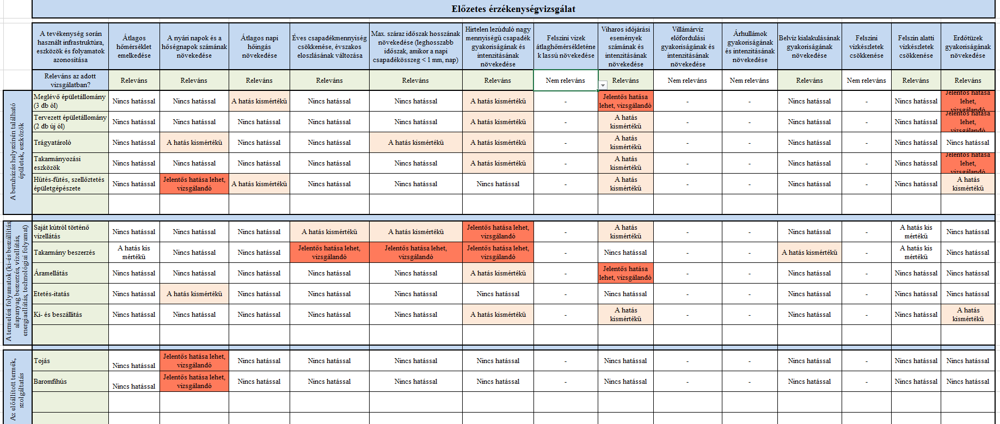 Előzetes érzékenységvizsgálat
A tevékenység során
használt infrastruktúra,
eszközök és folyamatok
azonosítása
Átlagos
hőmérséklet
emelkedése
A nyári napok és a
hőségnapok számának
növekedése
Átlagos napi
hőingás
növekedése
Éves csapadékmennyiség
csökkenése, évszakos
eloszlásának változása
Max. száraz időszak hosszának
növekedése (leghosszabb
időszak, amikor a napi
csapadékösszeg < 1 mm, nap)
Hirtelen lezúduló nagy
mennyiségű csapadék
gyakoriságának és
intenzitásának
növekedése
Felszíni vizek
átlaghőmérsékleténe
k lassú növekedése
Viharos időjárási
események
számának és
intenzitásának
növekedése
Villámárvíz
előfordulási
gyakoriságának és
intenzitásának
növekedése
Árhullámok
gyakoriságának
és intenzitásának
növekedése
Belvíz kialakulásának
gyakoriságának
növekedése
Felszíni
vízkészletek
csökkenése
Felszín alatti
vízkészletek
csökkenése
Erdőtüzek
gyakoriságának
növekedése
Releváns az adott
vizsgálatban?
Releváns
Releváns
Releváns
Releváns
Releváns
Releváns
Nem releváns
Releváns
Nem releváns
Nem releváns
Releváns
Nem releváns
Releváns
Releváns
A beruházás helyszínén található
épületek, eszközök
Meglévő épületállomány
(3 db ól)
Nincs hatással
Nincs hatással
A hatás kismértékű
Nincs hatással
Nincs hatással
A hatás kismértékű
-
Jelentős hatása
lehet, vizsgálandó
-
-
Nincs hatással
-
Nincs hatással
Jelentős hatása
lehet,
vizsgálandó
Tervezett épületállomány
(2 db új ól)
Nincs hatással
Nincs hatással
Nincs hatással
Nincs hatással
Nincs hatással
A hatás kismértékű
-
A hatás
kismértékű
-
-
Nincs hatással
-
Nincs hatással
Jelentős hatása
lehet,
vizsgálandó
Trágyatároló
Nincs hatással
A hatás kismértékű
Nincs hatással
Nincs hatással
A hatás kismértékű
A hatás kismértékű
-
A hatás
kismértékű
-
-
Nincs hatással
-
Nincs hatással
Nincs hatással
Takarmányozási
eszközök
Nincs hatással
Nincs hatással
Nincs hatással
Nincs hatással
Nincs hatással
A hatás kismértékű
-
A hatás
kismértékű
-
-
Nincs hatással
-
Nincs hatással
Jelentős hatása
lehet,
vizsgálandó
Hűtés-fűtés, szellőztetés
épületgépészete
Nincs hatással
Jelentős hatása lehet,
vizsgálandó
A hatás kismértékű
Nincs hatással
Nincs hatással
Nincs hatással
-
A hatás
kismértékű
-
-
Nincs hatással
-
Nincs hatással
A hatás
kismértékű
A termelési folyamatok (ki-és beszállítás,
alapanyag beszerzés, vízellátás,
energiaellátás, technológiai folyamat)
Saját kútról történő
vízellátás
Nincs hatással
Nincs hatással
Nincs hatással
A hatás kismértékű
A hatás kismértékű
Jelentős hatása lehet,
vizsgálandó
-
A hatás
kismértékű
-
-
Nincs hatással
-
A hatás kis
mértékű
Nincs hatással
Takarmány beszerzés
A hatás kis
mértékű
Nincs hatással
Nincs hatással
Jelentős hatása lehet,
vizsgálandó
Jelentős hatása lehet,
vizsgálandó
Jelentős hatása lehet,
vizsgálandó
-
Nincs hatással
-
-
A hatás kismértékű
-
A hatás kis
mértékű
Nincs hatással
Áramellátás
Nincs hatással
Nincs hatással
Nincs hatással
Nincs hatással
Nincs hatással
A hatás kismértékű
-
Jelentős hatása
lehet, vizsgálandó
-
-
Nincs hatással
-
Nincs hatással
Nincs hatással
Etetés-itatás
Nincs hatással
A hatás kismértékű
Nincs hatással
Nincs hatással
Nincs hatással
Nincs hatással
-
Nincs hatással
-
-
Nincs hatással
-
Nincs hatással
Nincs hatással
Ki- és beszállítás
Nincs hatással
Nincs hatással
Nincs hatással
Nincs hatással
Nincs hatással
A hatás kismértékű
-
A hatás
kismértékű
-
-
Nincs hatással
-
Nincs hatással
A hatás
kismértékű
Az előállított termék,
szolgáltatás
Tojás
Nincs hatással
Jelentős hatása lehet,
vizsgálandó
Nincs hatással
Nincs hatással
Nincs hatással
Nincs hatással
-
Nincs hatással
-
-
Nincs hatással
-
Nincs hatással
Nincs hatással
Baromfihús
Nincs hatással
Jelentős hatása lehet,
vizsgálandó
Nincs hatással
Nincs hatással
Nincs hatással
Nincs hatással
-
Nincs hatással
-
-
Nincs hatással
-
Nincs hatással
Nincs hatással